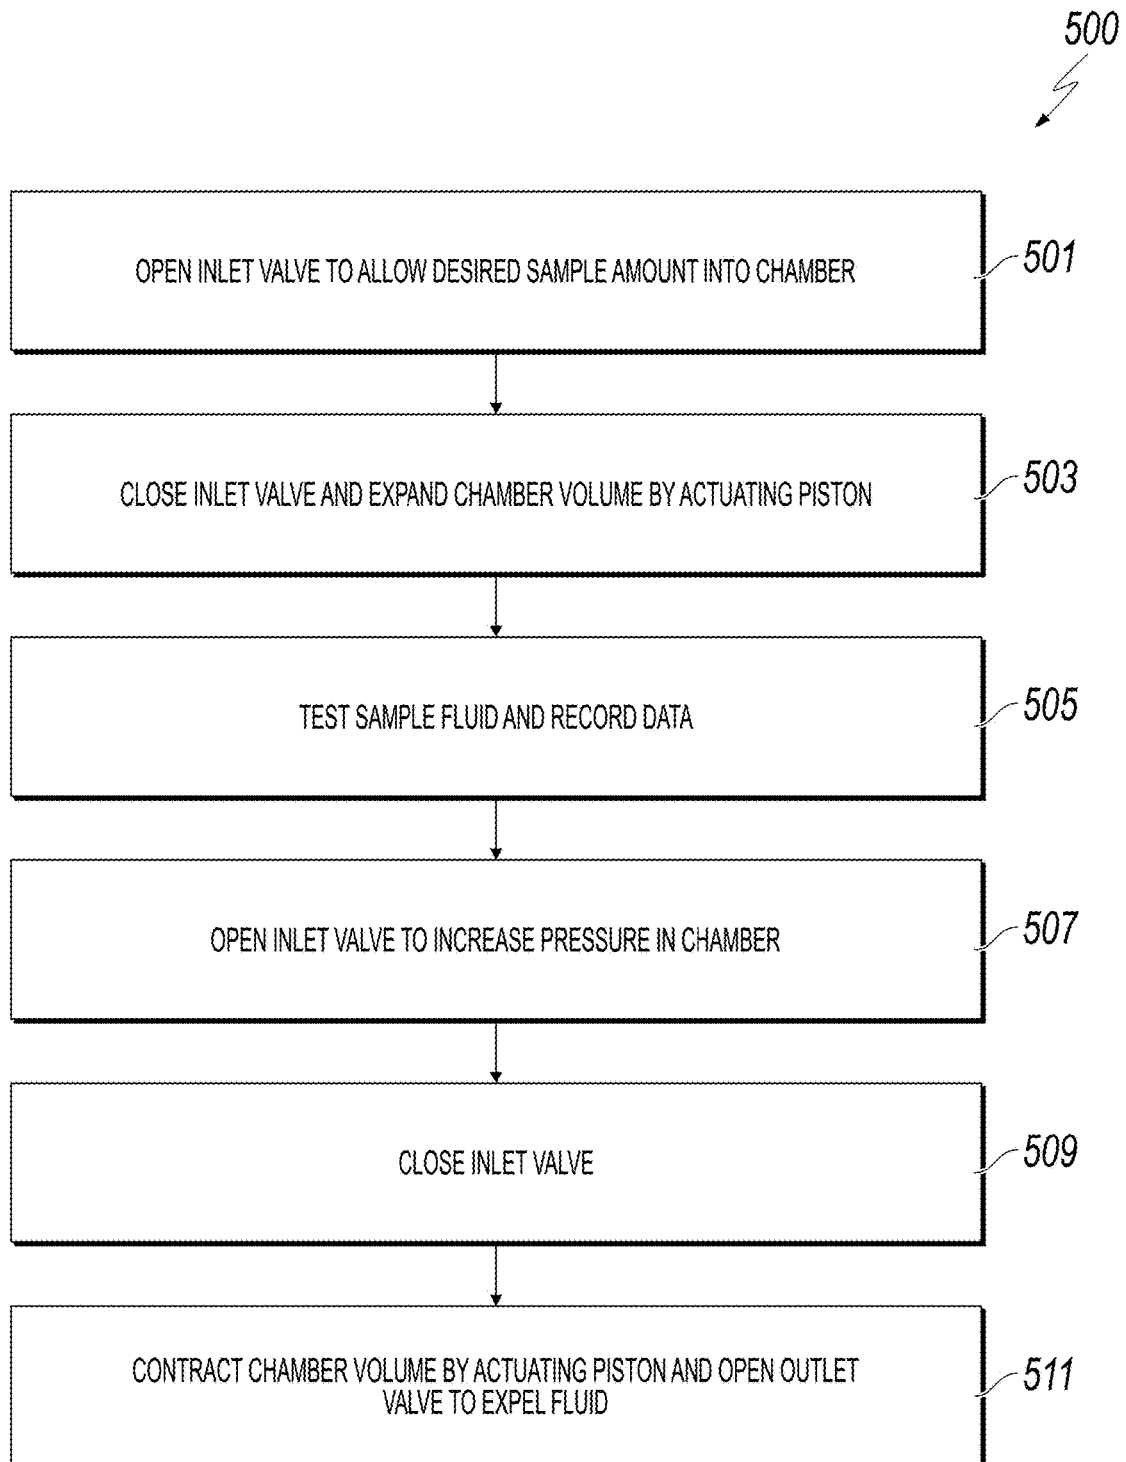 500
OPEN INLET VALVE TO ALLOW DESIRED SAMPLE AMOUNT INTO CHAMBER
501
CLOSE INLET VALVE AND EXPAND CHAMBER VOLUME BY ACTUATING PISTON
503
TEST SAMPLE FLUID AND RECORD DATA
505
OPEN INLET VALVE TO INCREASE PRESSURE IN CHAMBER
507
CLOSE INLET VALVE
509
CONTRACT CHAMBER VOLUME BY ACTUATING PISTON AND OPEN OUTLET
VALVE TO EXPEL FLUID
511